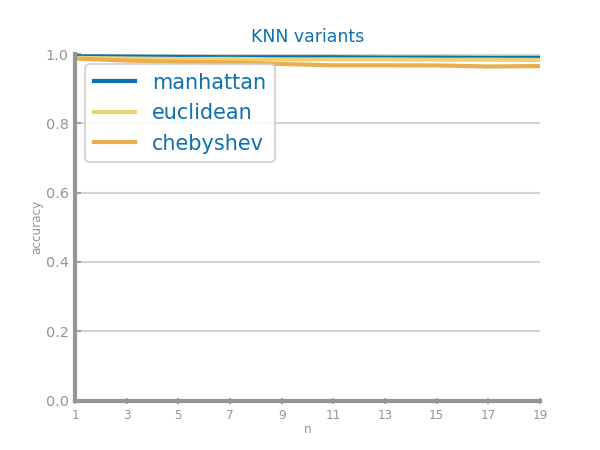 KNN variants
1.0
manhattan
euclidean
chebyshev
0.8
0.6
accuracy
0.4
0.2
0.0
1 3 5 7 9 11 13 15 17 19
n